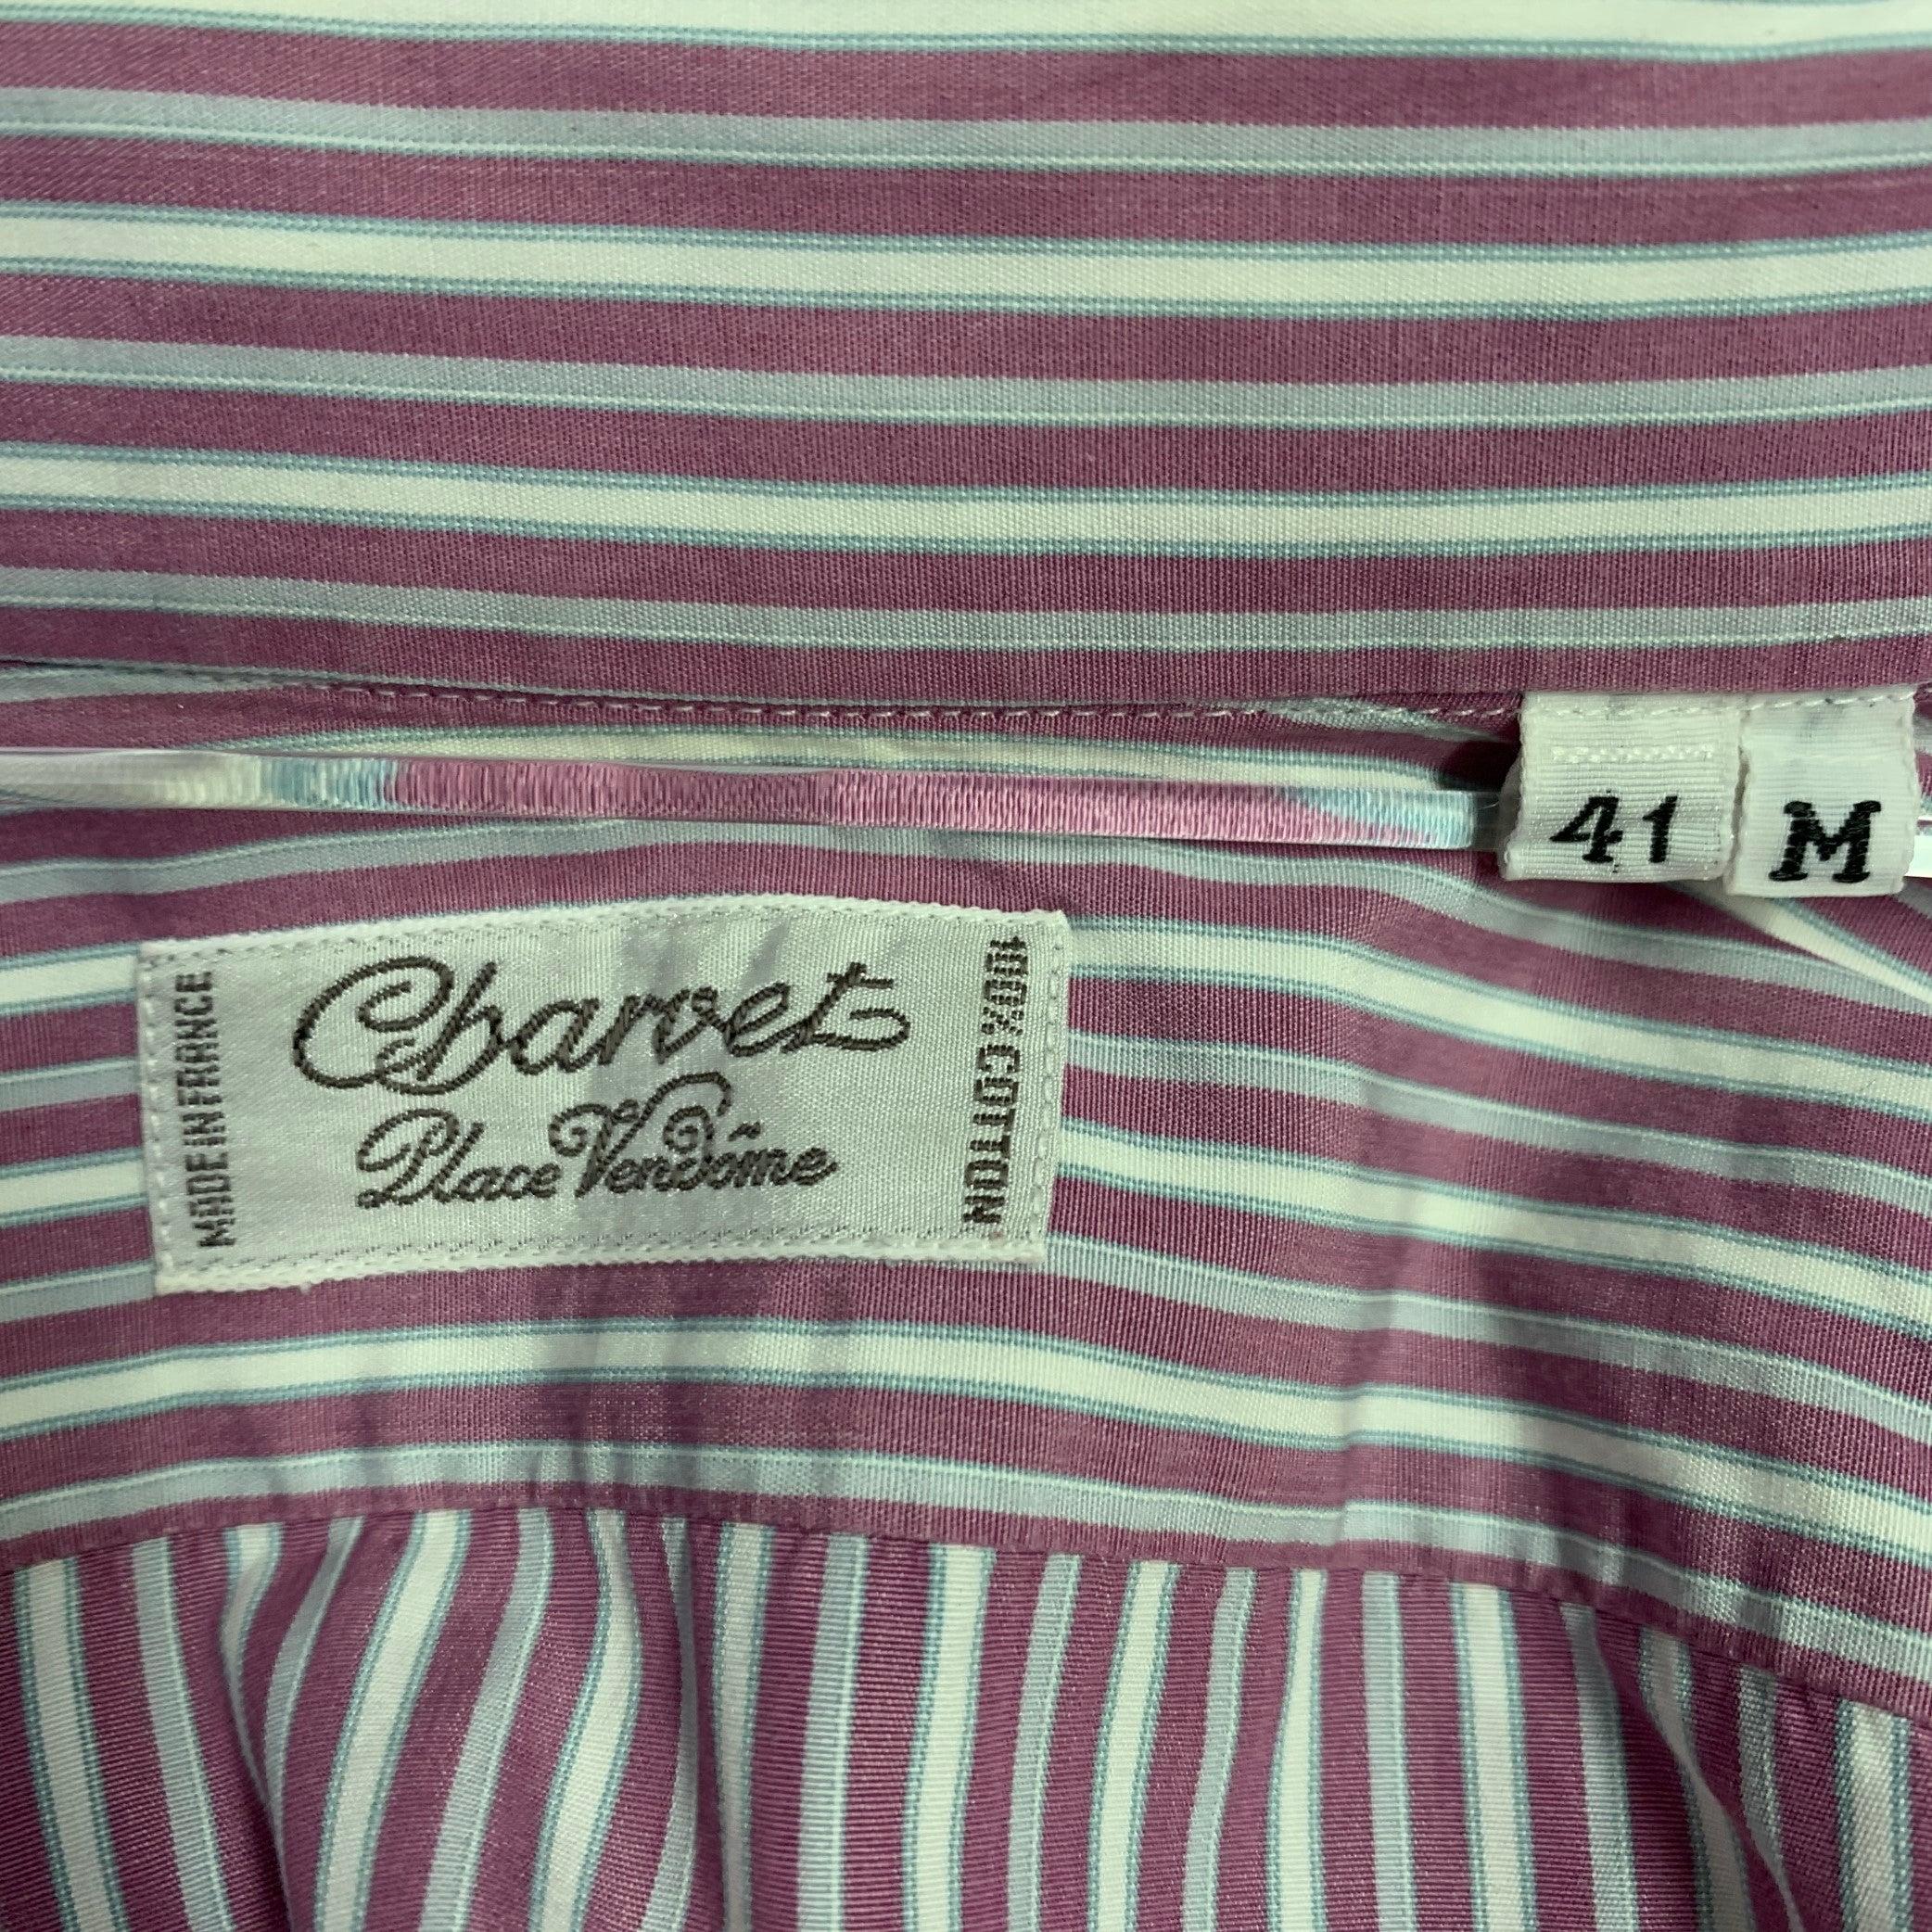 41 M
MADE IN FRANCE
Charvet
Place Vendôme
100% COTTON